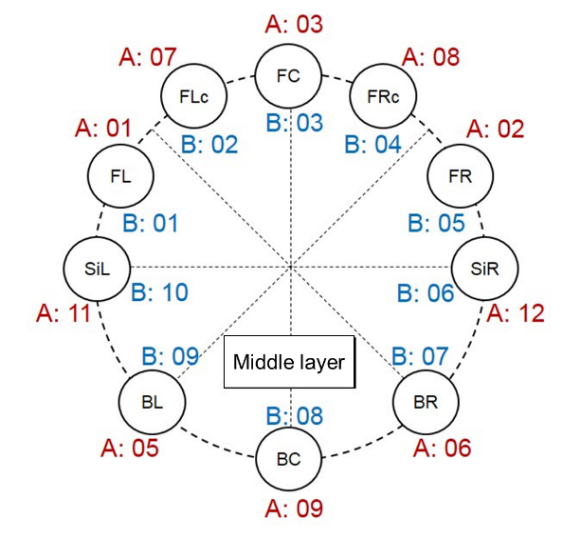 A: 03
A: 07
A: 08
FC
FLc
FRc
B: 03
A: 01
A: 02
B: 02
B: 04
FL
FR
B: 01
B: 05
SiL
SiR
B: 10
B: 06
A: 11
A: 12
B: 09
B: 07
Middle layer
BL
BR
B: 08
A: 05
A: 06
BC
A: 09